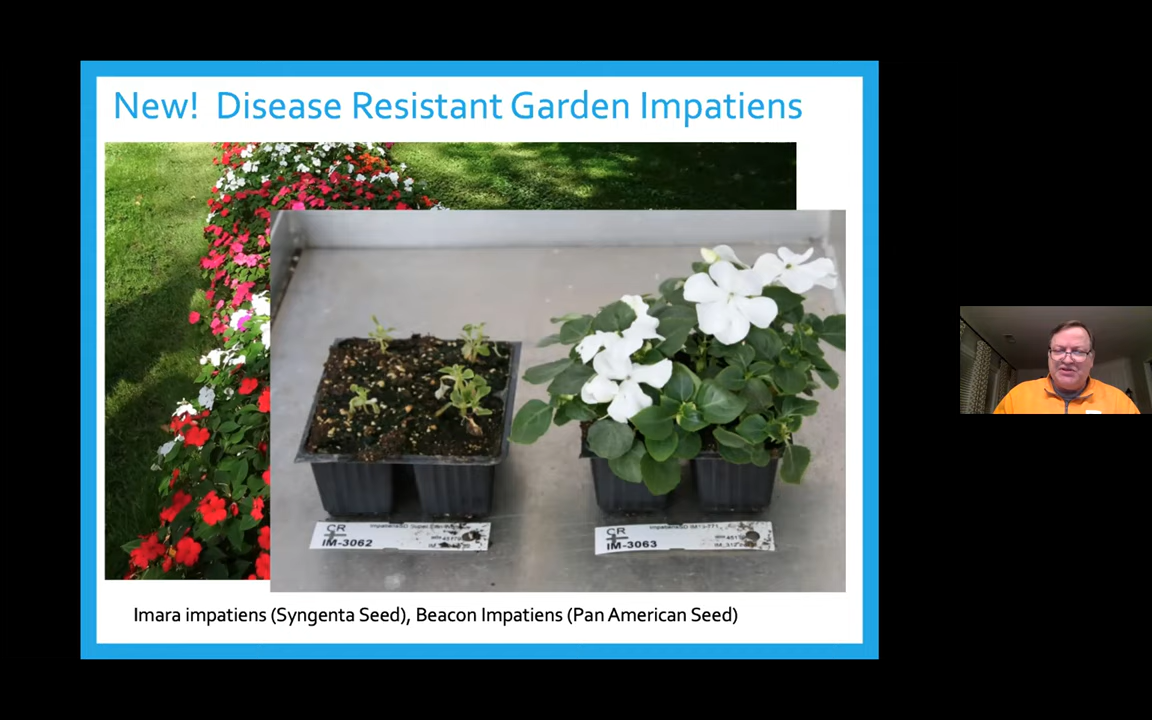 New! Disease Resistant Garden Impatiens
CR
IM-3062
CR
IM-3063
Imara impatiens (Syngenta Seed), Beacon Impatiens (Pan American Seed)